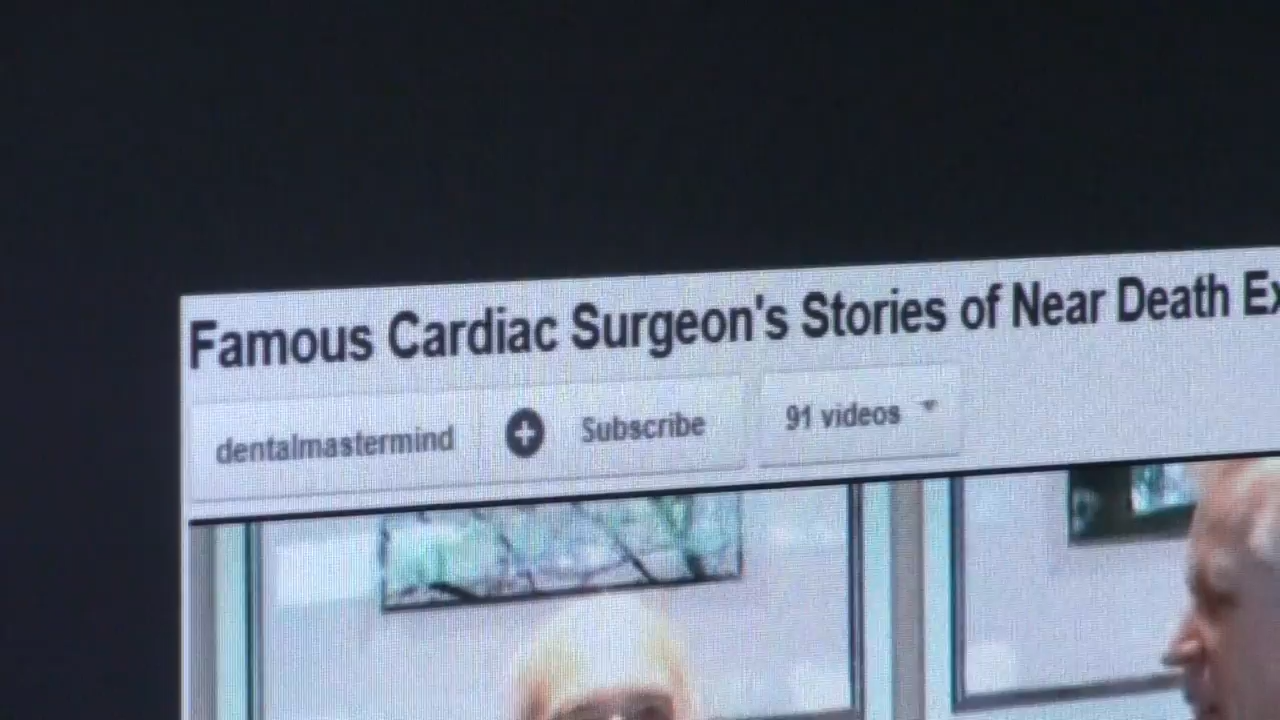 Famous Cardiac Surgeon's Stories of Near Death
dentalmastermind Subscribe 91 videos